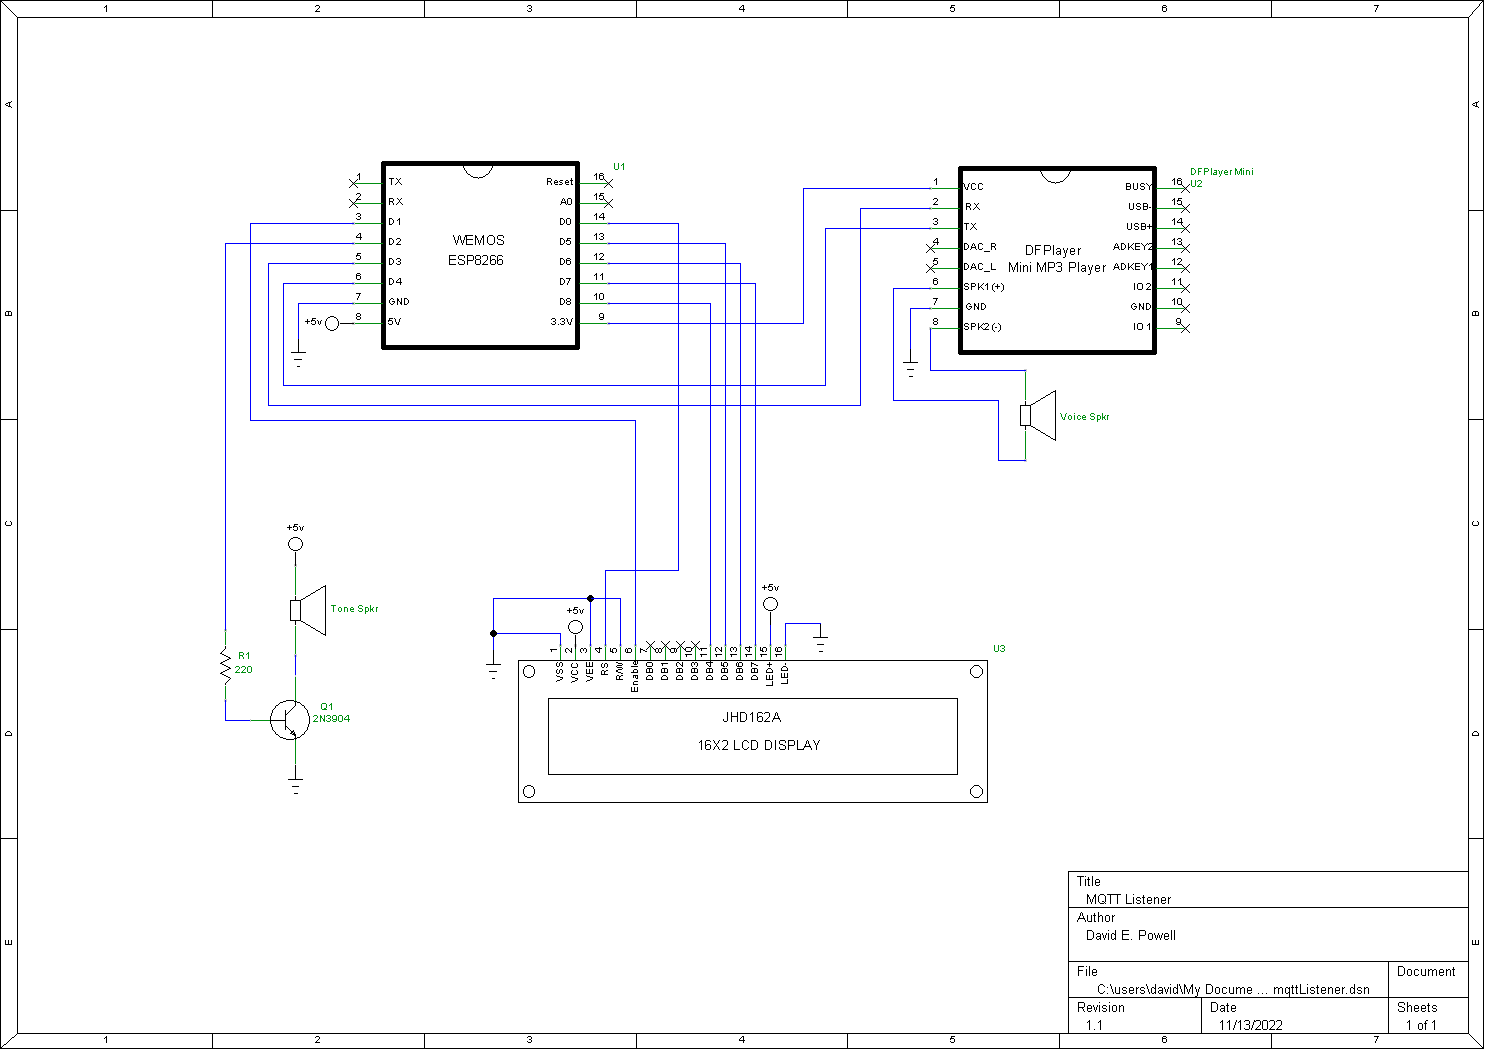 1 2 3 4 5 6 7
A A
B B
C C
D D
E E
U1
1 TX
2 RX
3 D1
4 D2
5 D3
6 D4
7 GND
+5v 8 5V
WEMOS
ESP8266
Reset 16
A0 15
D0 14
D5 13
D6 12
D7 11
D8 10
3.3V 9
DFPlayer Mini
U2
1 VCC
2 RX
3 TX
4 DAC_R
5 DAC_L
6 SPK1(+)
7 GND
8 SPK2(-)
DFPlayer
Mini MP3 Player
BUSY 16
USB- 15
USB+ 14
ADKEY2 13
ADKEY1 12
IO2 11
GND 10
IO1 9
Voice Spkr
+5v
Tone Spkr
R1
220
Q1
2N3904
+5v
+5v
U3
1 VSS
2 VCC
3 VEE
4 RS
5 R/W
6 Enable
7 DB0
8 DB1
9 DB2
10 DB3
11 DB4
12 DB5
13 DB6
14 DB7
15 LED+
16 LED-
JHD162A
16X2 LCD DISPLAY
Title
MQTT Listener
Author
David E. Powell
File Document
C:\users\david\My Docume ... mqttListener.dsn
Revision Date Sheets
1.1 11/13/2022 1 of 1
1 2 3 4 5 6 7